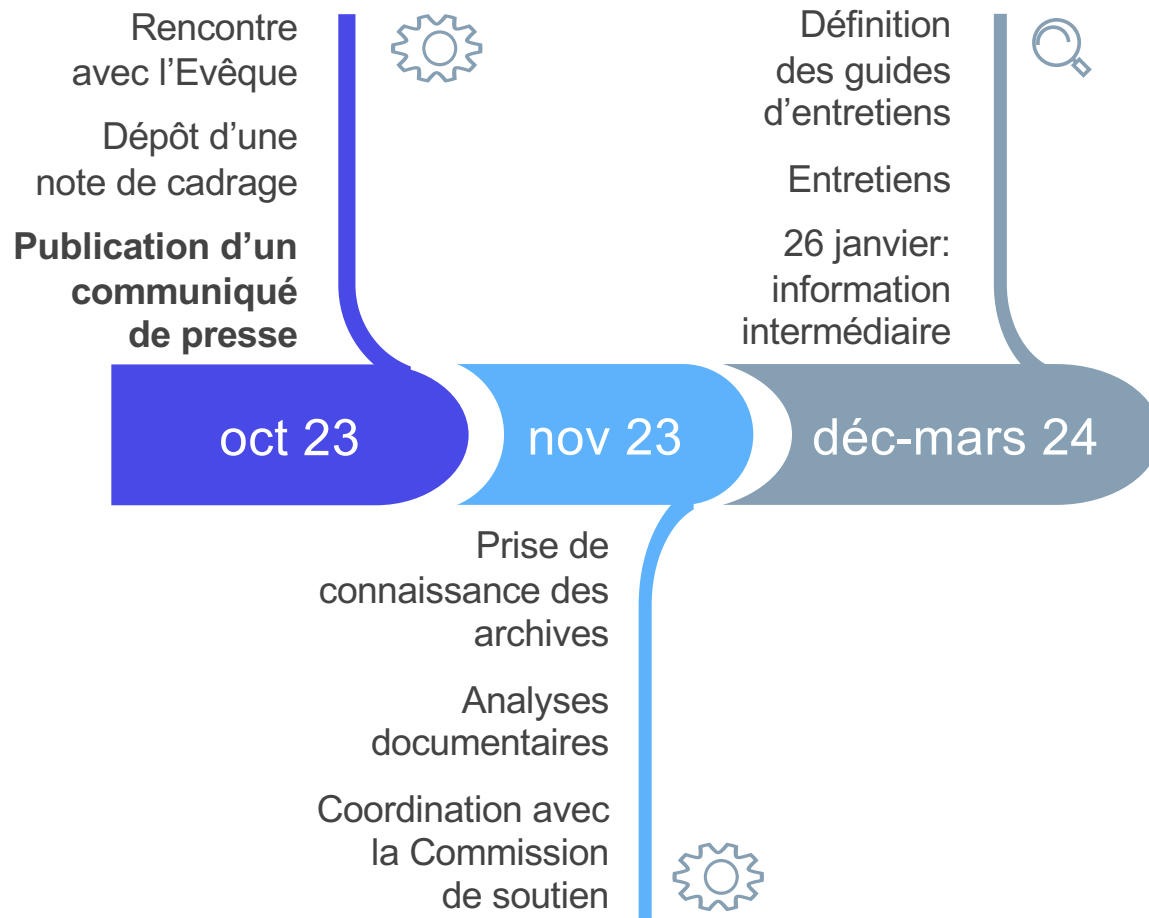 Rencontre
avec l’Evêque
Dépôt d’une
note de cadrage
Publication d’un
communiqué
de presse
Définition
des guides
d’entretiens
Entretiens
26 janvier:
information
intermédiaire
oct 23
nov 23
déc-mars 24
Prise de
connaissance des
archives
Analyses
documentaires
Coordination avec
la Commission
de soutien